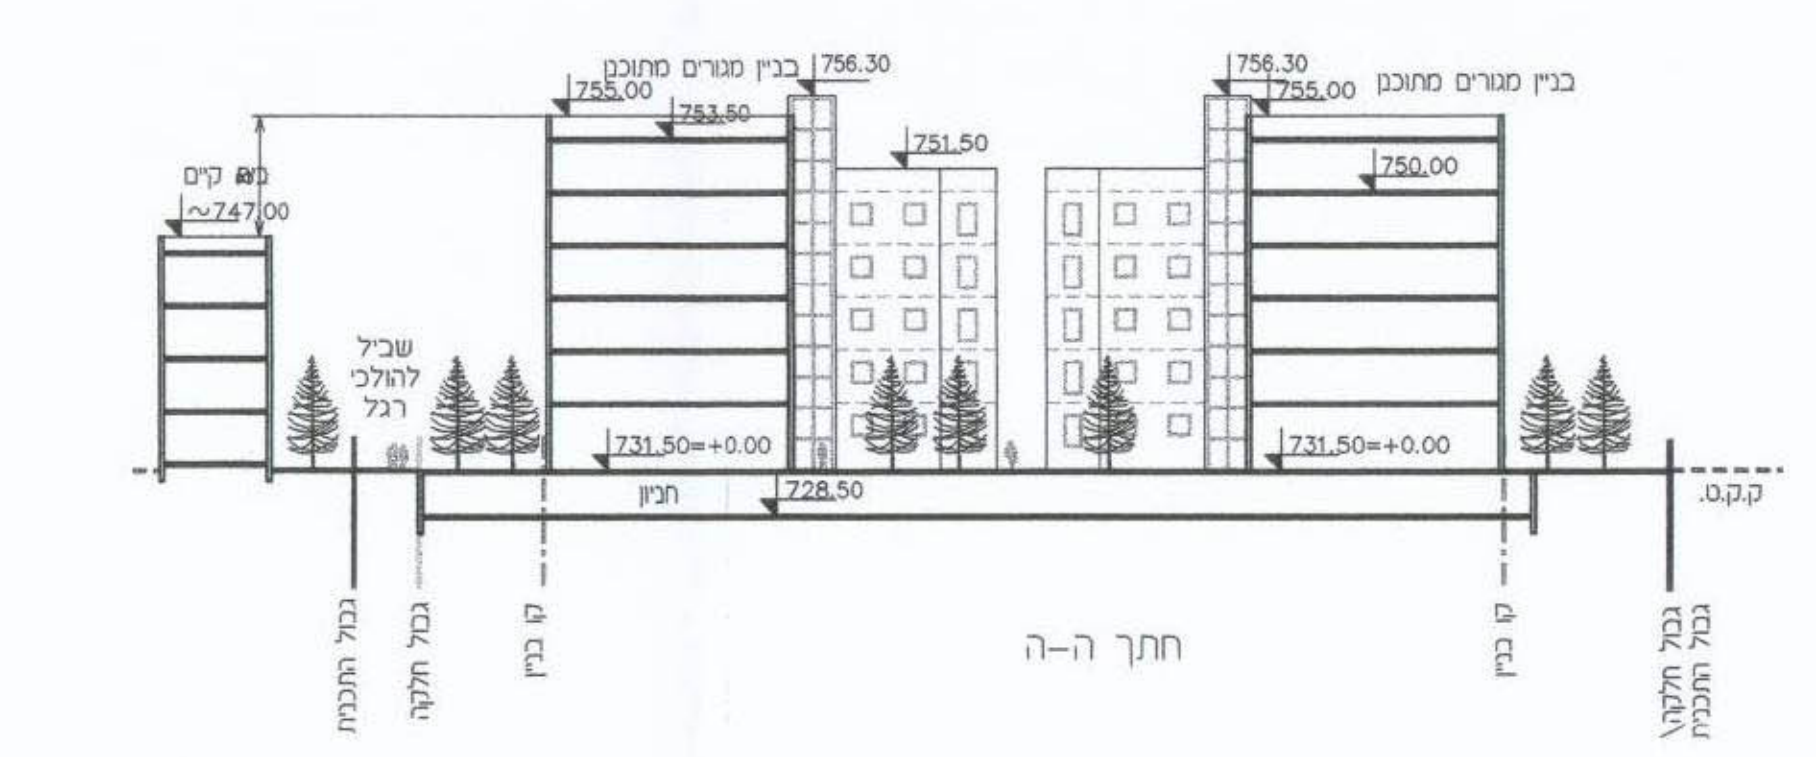 בניין מגורים מתוכנן
756.30
755.00
753.50
751.50
756.30
755.00
בניין מגורים מתוכנן
750.00
קיים
~747.00
שביל
להולכי
רגל
731.50=+0.00
731.50=+0.00
חניון
728.50
ק.ק.ט.
גבול התכנית
גבול חלקה
קו בניין
חתך ה-ה
קו בניין
גבול חלקה\
גבול התכנית